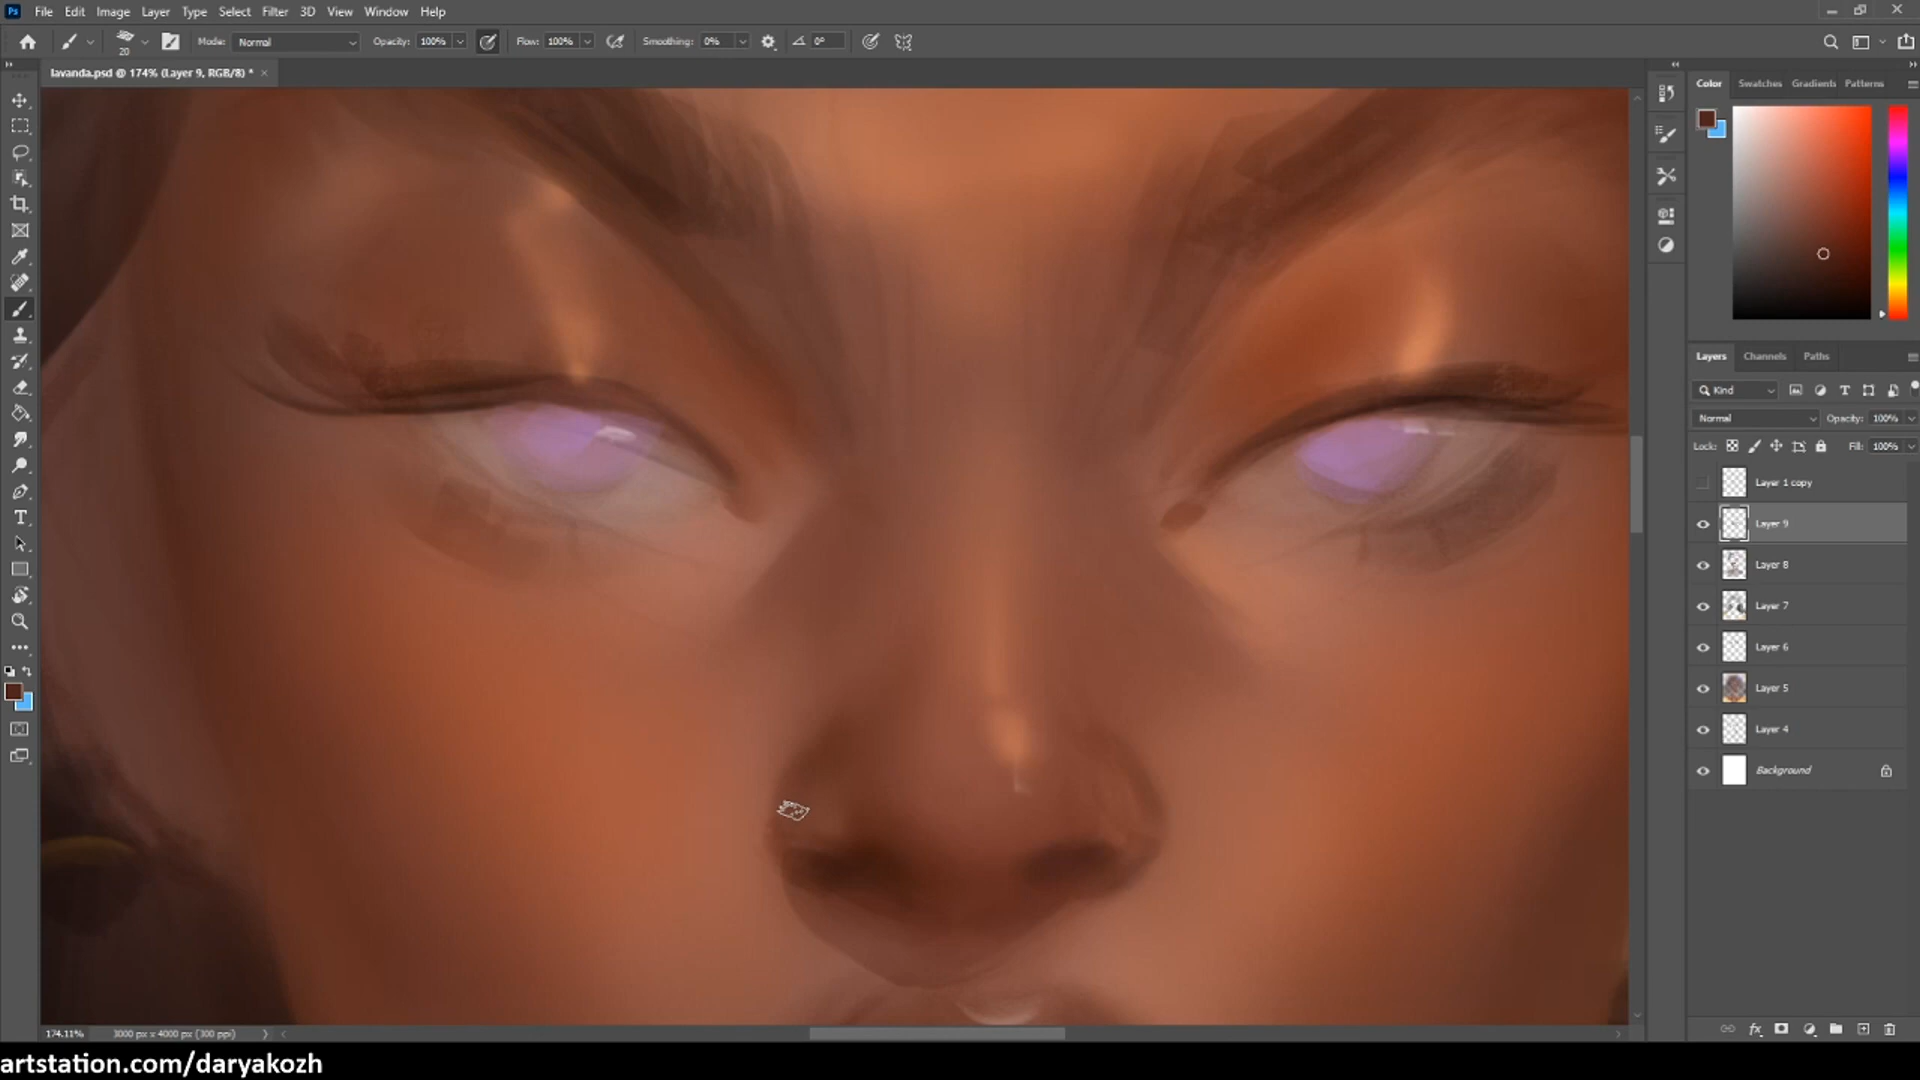 Ps File Edit Image Layer Type Select Filter 3D View Window Help
20 Mode: Normal Opacity: 100% Flow: 100% Smoothing: 0% 0°
lavanda.psd @ 174% (Layer 9, RGB/8) * ×
Color Swatches Gradients Patterns
Layers Channels Paths
Kind
Normal Opacity: 100%
Lock: Fill: 100%
Layer 1 copy
Layer 9
Layer 8
Layer 7
Layer 6
Layer 5
Layer 4
Background
174.11% 3000 px x 4000 px (300 ppi)
artstation.com/daryakozh